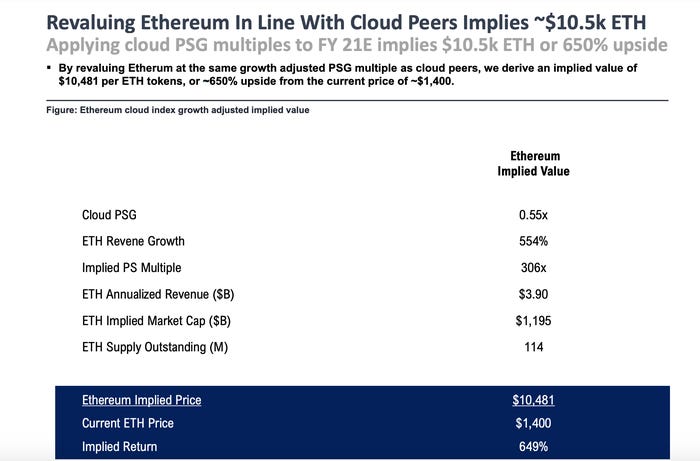 Revaluing Ethereum In Line With Cloud Peers Implies ~$10.5k ETH
Applying cloud PSG multiples to FY 21E implies $10.5k ETH or 650% upside
▪ By revaluing Etherum at the same growth adjusted PSG multiple as cloud peers, we derive an implied value of
$10,481 per ETH tokens, or ~650% upside from the current price of ~$1,400.
Figure: Ethereum cloud index growth adjusted implied value
Ethereum
Implied Value
Cloud PSG 0.55x
ETH Revene Growth 554%
Implied PS Multiple 306x
ETH Annualized Revenue ($B) $3.90
ETH Implied Market Cap ($B) $1,195
ETH Supply Outstanding (M) 114
Ethereum Implied Price $10,481
Current ETH Price $1,400
Implied Return 649%